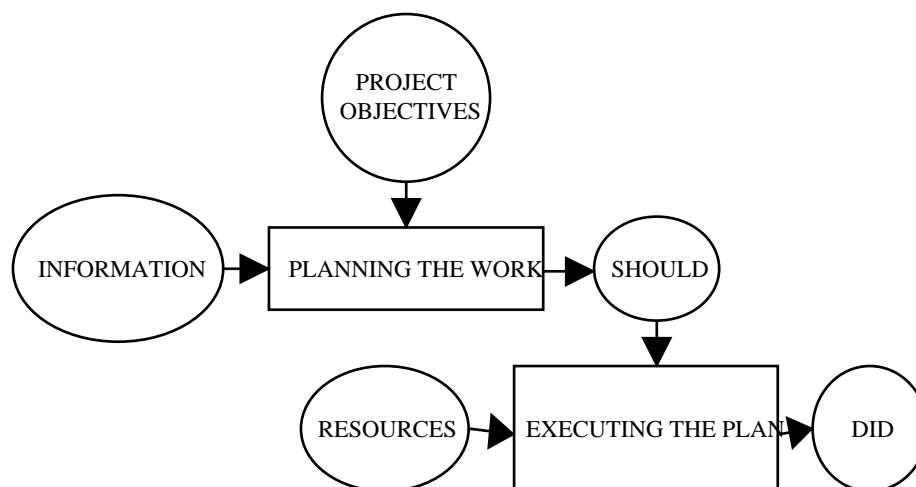 PROJECT
OBJECTIVES
INFORMATION
PLANNING THE WORK
SHOULD
RESOURCES
EXECUTING THE PLAN
DID